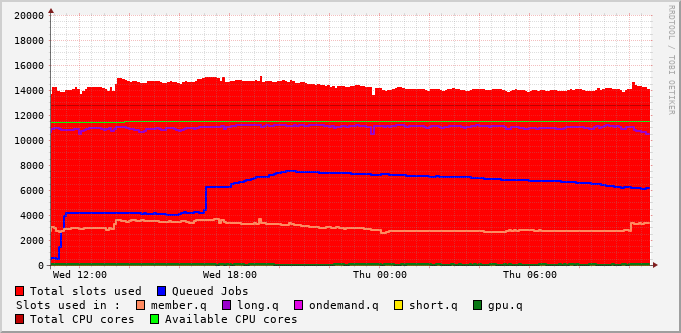 RRDTOOL / TOBI OETIKER
20000
18000
16000
14000
12000
10000
8000
6000
4000
2000
0
Wed 12:00 Wed 18:00 Thu 00:00 Thu 06:00
Total slots used Queued Jobs
Slots used in : member.q long.q ondemand.q short.q gpu.q
Total CPU cores Available CPU cores